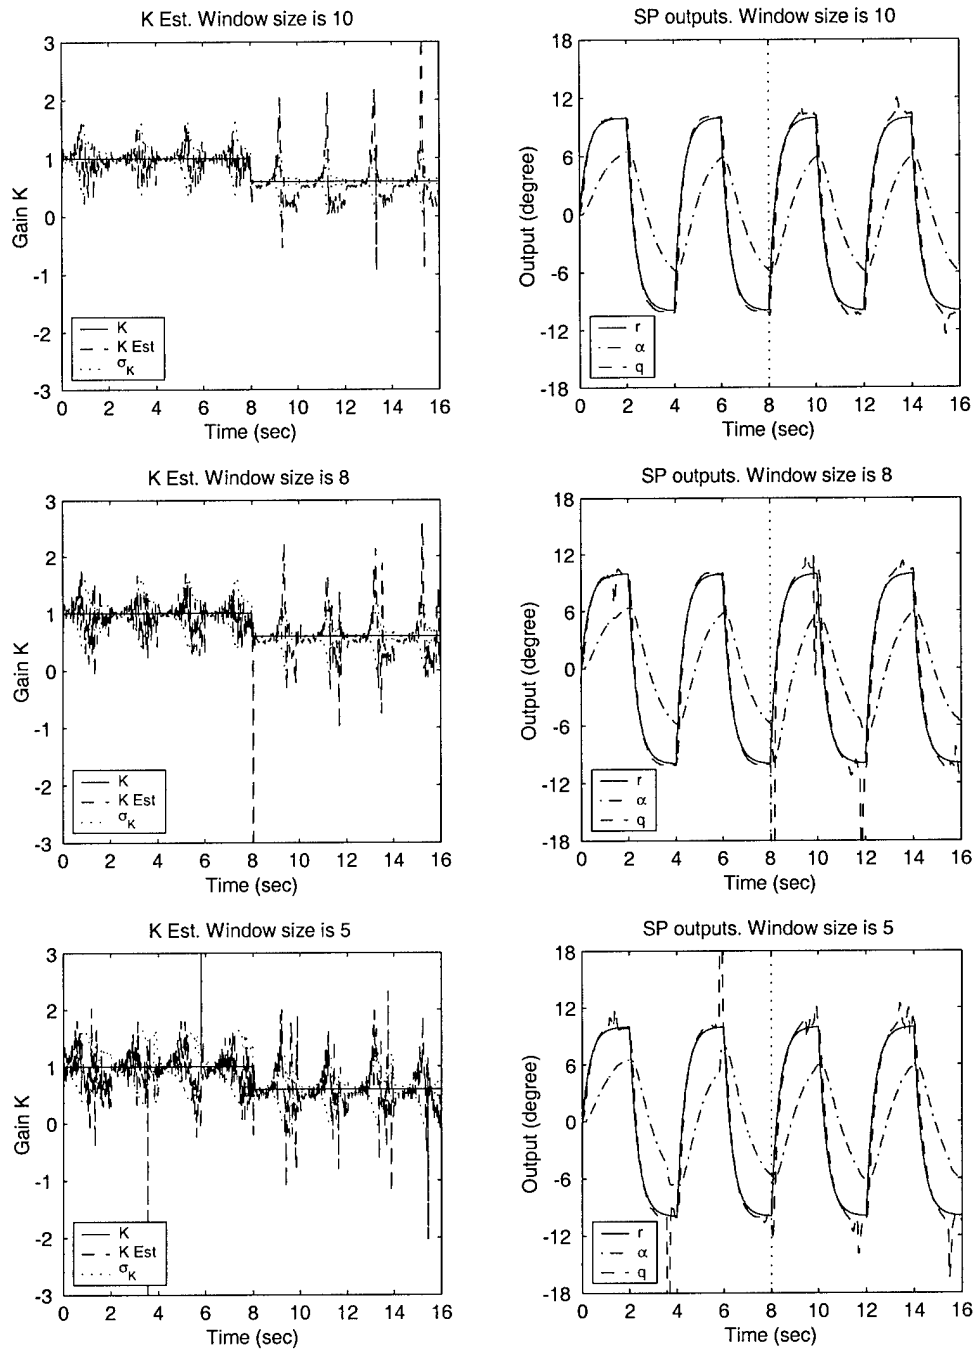 K Est. Window size is 10
3
2
1
0
-1
-2
-3
Gain K
K
K Est
σK
0 2 4 6 8 10 12 14 16
Time (sec)
SP outputs. Window size is 10
18
12
6
0
-6
-12
-18
Output (degree)
r
α
q
0 2 4 6 8 10 12 14 16
Time (sec)
K Est. Window size is 8
3
2
1
0
-1
-2
-3
Gain K
K
K Est
σK
0 2 4 6 8 10 12 14 16
Time (sec)
SP outputs. Window size is 8
18
12
6
0
-6
-12
-18
Output (degree)
r
α
q
0 2 4 6 8 10 12 14 16
Time (sec)
K Est. Window size is 5
3
2
1
0
-1
-2
-3
Gain K
K
K Est
σK
0 2 4 6 8 10 12 14 16
Time (sec)
SP outputs. Window size is 5
18
12
6
0
-6
-12
-18
Output (degree)
r
α
q
0 2 4 6 8 10 12 14 16
Time (sec)